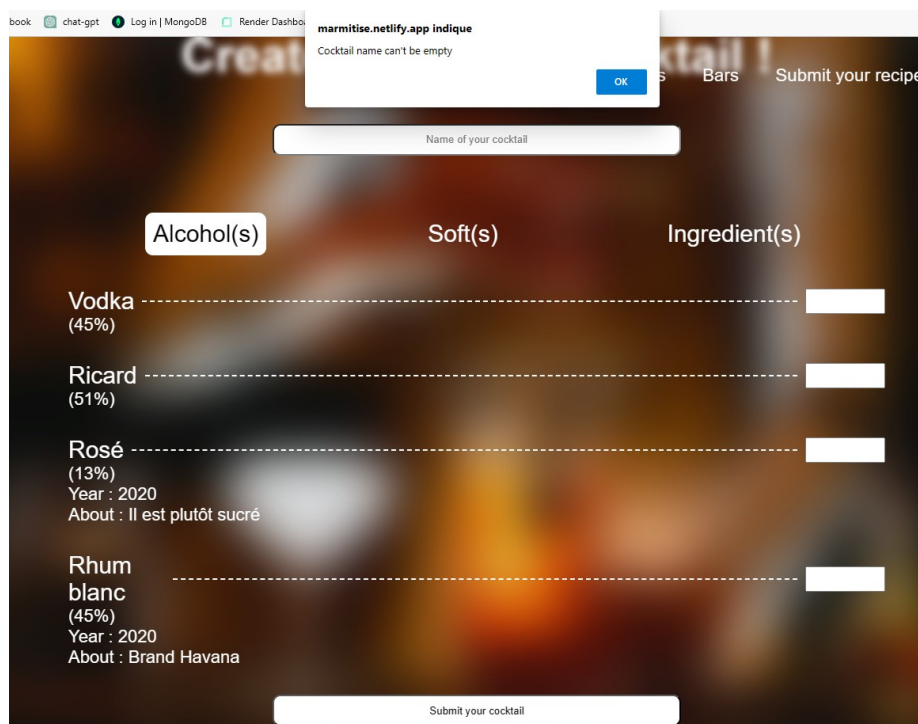 book chat-gpt Log in | MongoDB Render Dashbo
marmitise.netlify.app indique
Cocktail name can't be empty
OK
Creat ktail !
s Bars Submit your recipe
Name of your cocktail
Alcohol(s) Soft(s) Ingredient(s)
Vodka
(45%)
Ricard
(51%)
Rosé
(13%)
Year : 2020
About : Il est plutôt sucré
Rhum
blanc
(45%)
Year : 2020
About : Brand Havana
Submit your cocktail